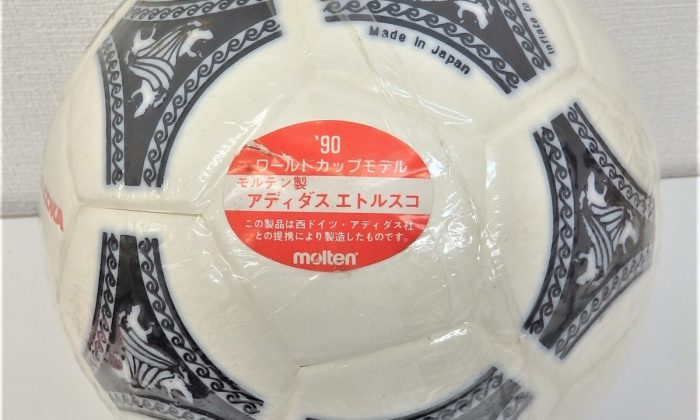 Made in Japan
Inflate to
'90
ワールドカップモデル
モルテン製
アディダス エトルスコ
この製品は西ドイツ・アディダス社
との提携により製造したものです。
molten